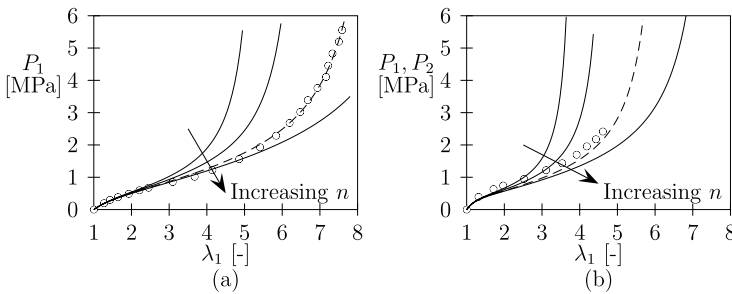 6
5
P₁
4
[MPa]
3
2
1
Increasing n
0
1 2 3 4 5 6 7 8
λ₁ [-]
(a)
6
5
P₁, P₂
4
[MPa]
3
2
1
Increasing n
0
1 2 3 4 5 6 7 8
λ₁ [-]
(b)